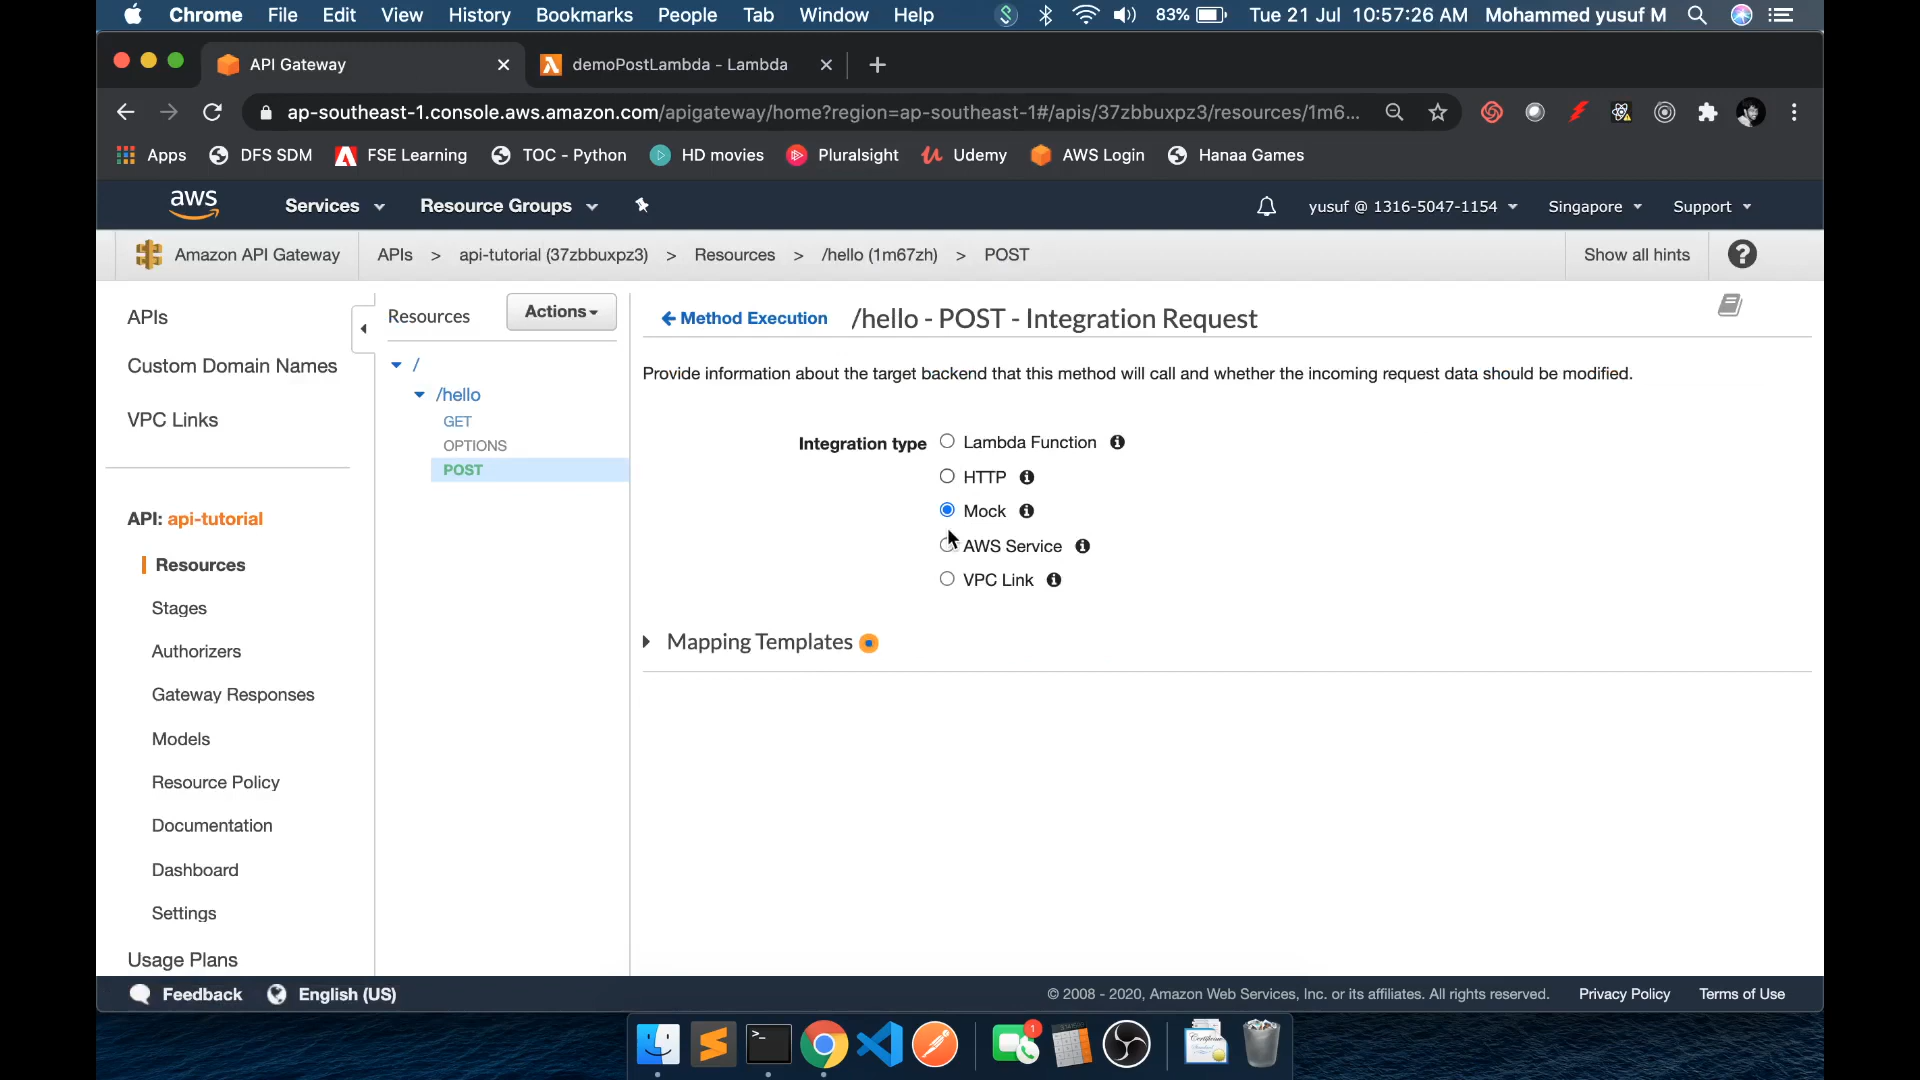 Chrome File Edit View History Bookmarks People Tab Window Help 83% Tue 21 Jul 10:57:26 AM Mohammed yusuf M
API Gateway demoPostLambda - Lambda
ap-southeast-1.console.aws.amazon.com/apigateway/home?region=ap-southeast-1#/apis/37zbbuxpz3/resources/1m6...
Apps DFS SDM FSE Learning TOC - Python HD movies Pluralsight Udemy AWS Login Hanaa Games
aws Services Resource Groups yusuf @ 1316-5047-1154 Singapore Support
Amazon API Gateway APIs > api-tutorial (37zbbuxpz3) > Resources > /hello (1m67zh) > POST Show all hints
APIs
Custom Domain Names
VPC Links
API: api-tutorial
Resources
Stages
Authorizers
Gateway Responses
Models
Resource Policy
Documentation
Dashboard
Settings
Usage Plans
Resources Actions
/
/hello
GET
OPTIONS
POST
Method Execution /hello - POST - Integration Request
Provide information about the target backend that this method will call and whether the incoming request data should be modified.
Integration type Lambda Function
HTTP
Mock
AWS Service
VPC Link
Mapping Templates
Feedback English (US) © 2008 - 2020, Amazon Web Services, Inc. or its affiliates. All rights reserved. Privacy Policy Terms of Use
1